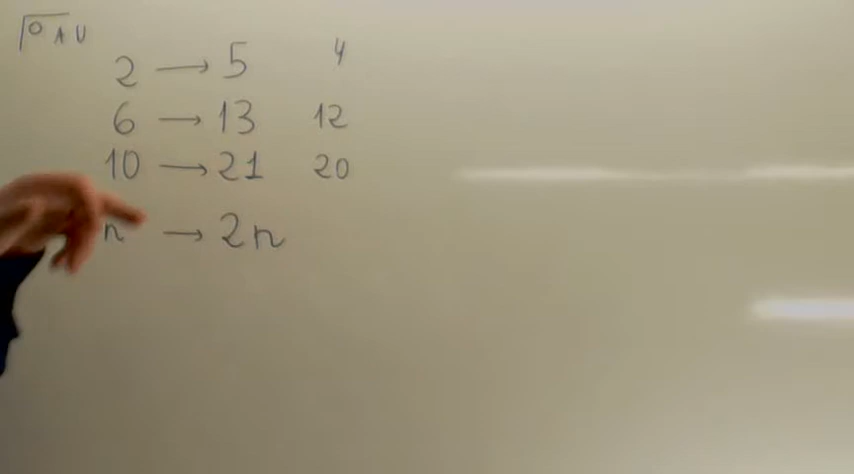 2 → 5 4
6 → 13 12
10 → 21 20
n → 2n